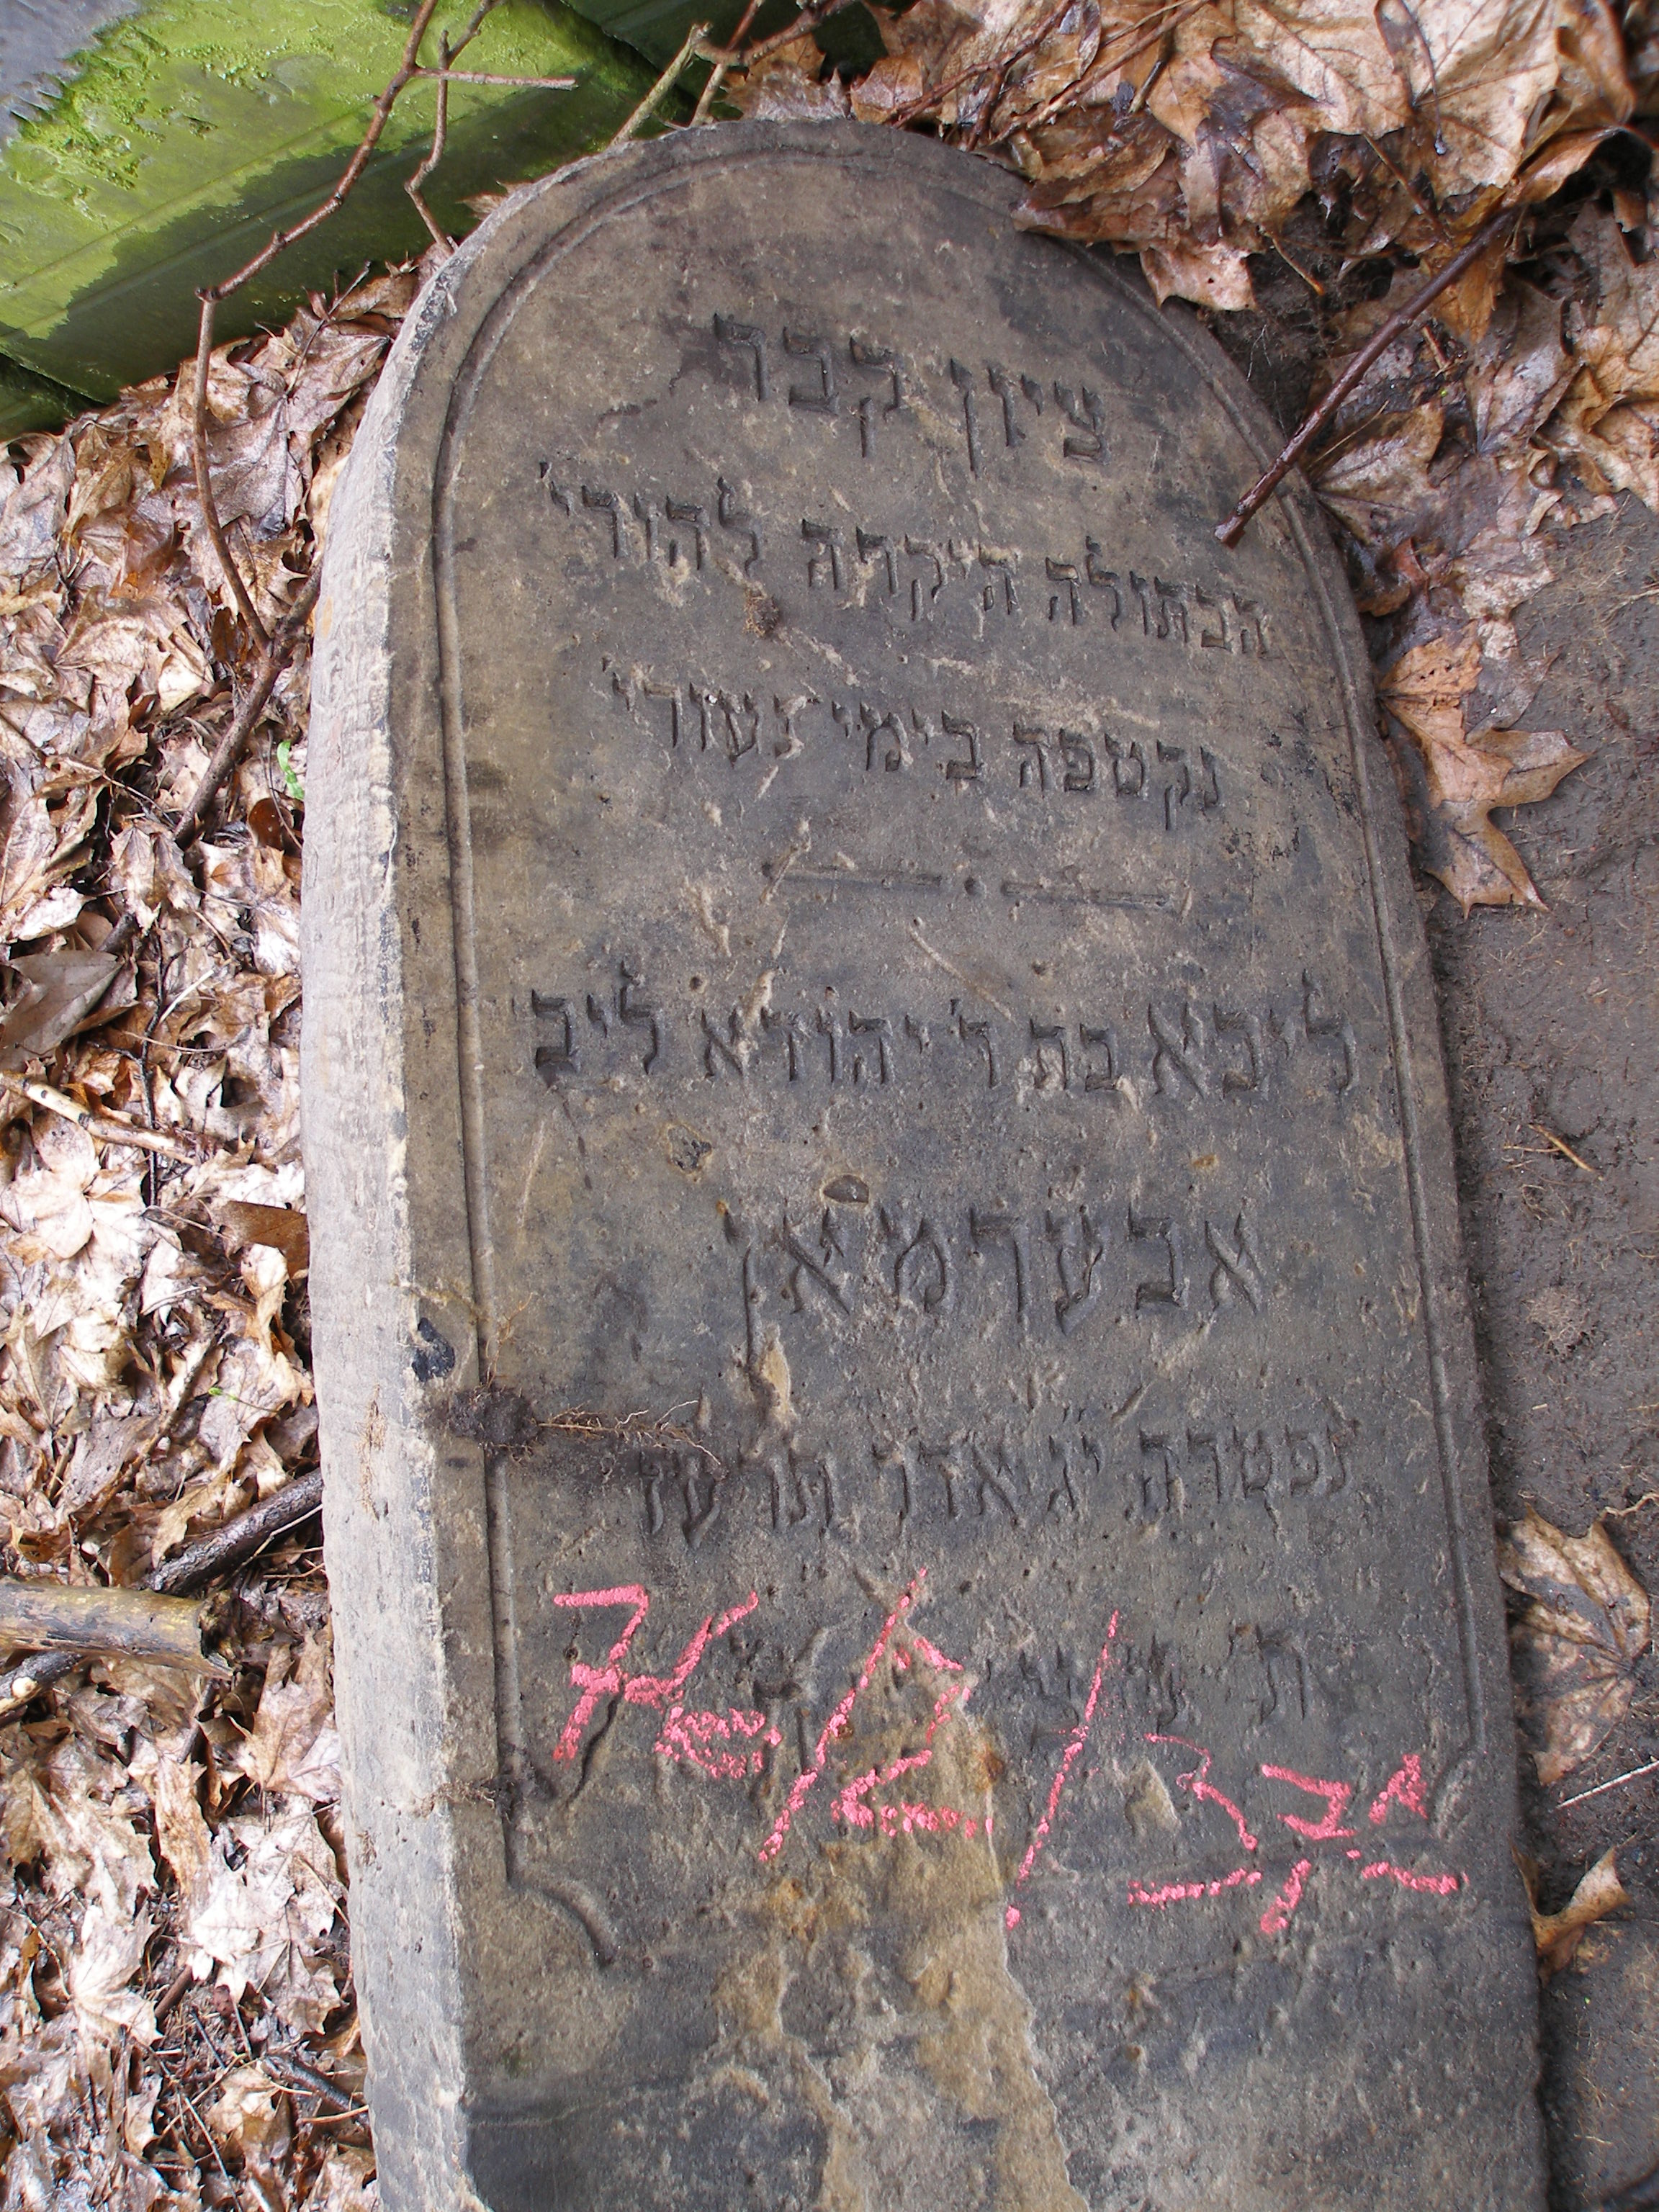 ציון קבר
הבתולה היקרה להורי'
נקטפה בימי נעורי'
ליבא בת ר' יהודא ליב
אבערמאן
נפטרה י"ג אדר תרע"ז